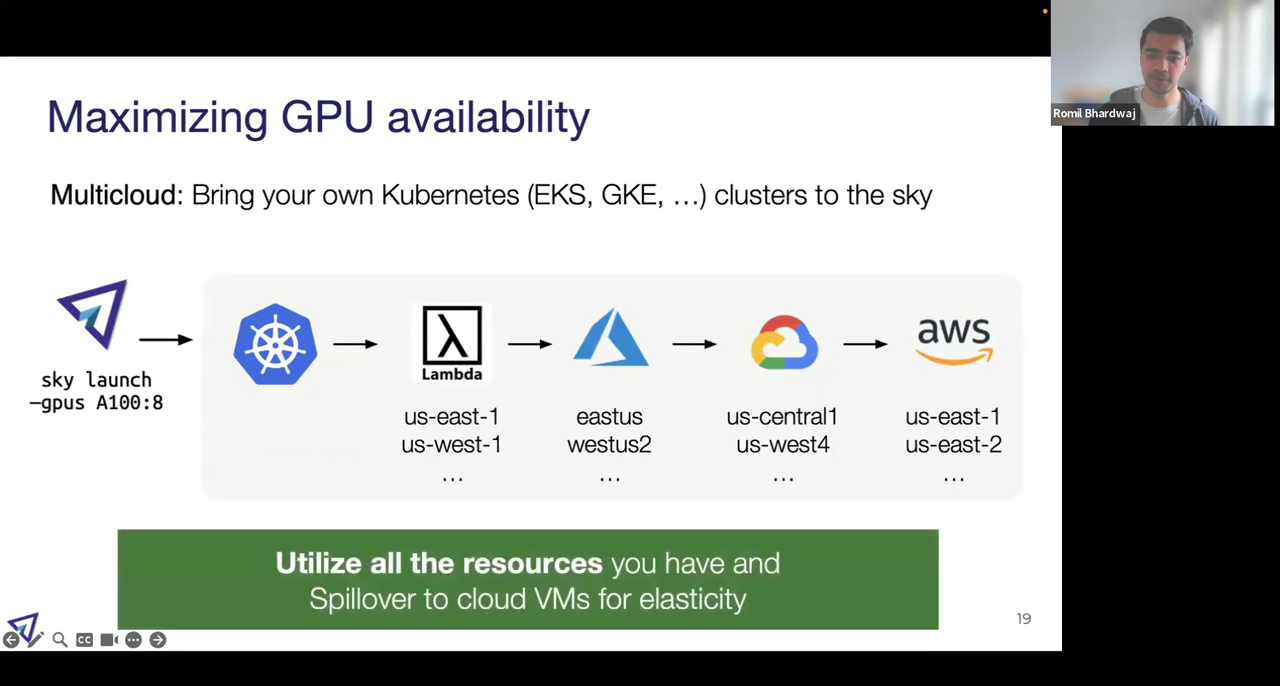 Romil Bhardwaj
Maximizing GPU availability
Multicloud: Bring your own Kubernetes (EKS, GKE, …) clusters to the sky
sky launch
–gpus A100:8
Lambda
us-east-1
us-west-1
…
eastus
westus2
…
us-central1
us-west4
…
aws
us-east-1
us-east-2
…
Utilize all the resources you have and
Spillover to cloud VMs for elasticity
19
CC